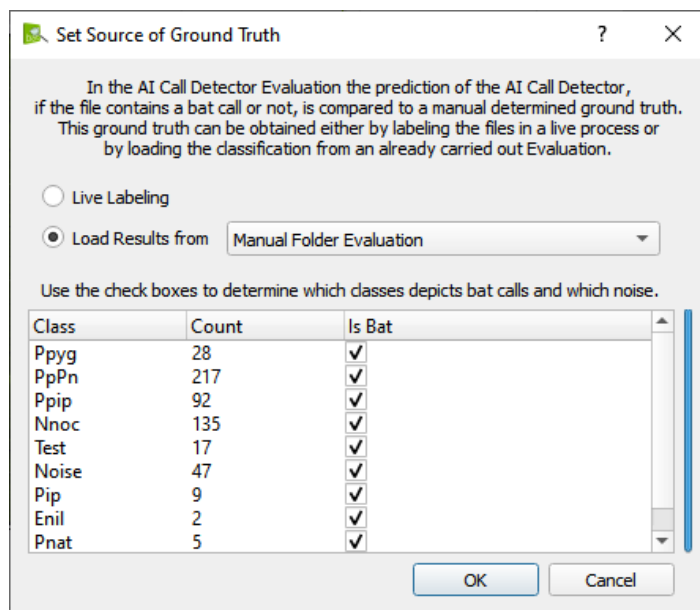 Set Source of Ground Truth
In the AI Call Detector Evaluation the prediction of the AI Call Detector,
if the file contains a bat call or not, is compared to a manual determined ground truth.
This ground truth can be obtained either by labeling the files in a live process or
by loading the classification from an already carried out Evaluation.
Live Labeling
Load Results from Manual Folder Evaluation
Use the check boxes to determine which classes depicts bat calls and which noise.
Class Count Is Bat
Ppyg 28
PpPn 217
Ppip 92
Nnoc 135
Test 17
Noise 47
Pip 9
Enil 2
Pnat 5
OK Cancel